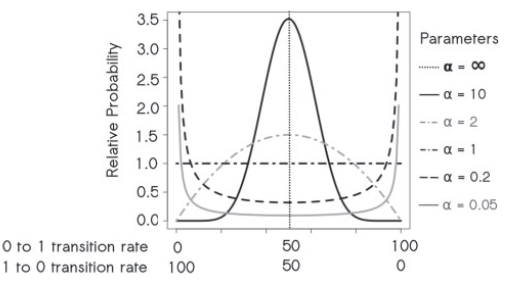 3.5
3.0
2.5
2.0
1.5
1.0
0.5
0.0
Relative Probability
0 to 1 transition rate 0 50 100
1 to 0 transition rate 100 50 0
Parameters
α = ∞
α = 10
α = 2
α = 1
α = 0.2
α = 0.05